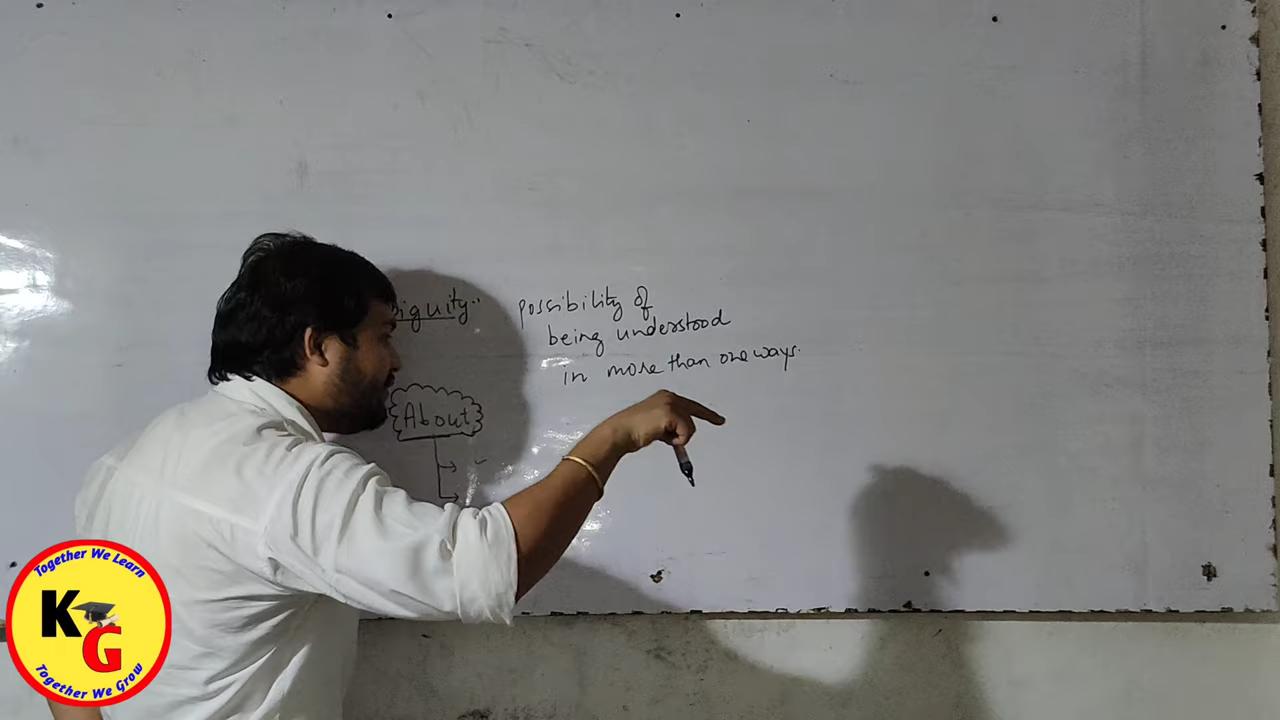 biguity:
possibility of
being understood
in more than one ways.
About
Together We Learn
KG
Together We Grow